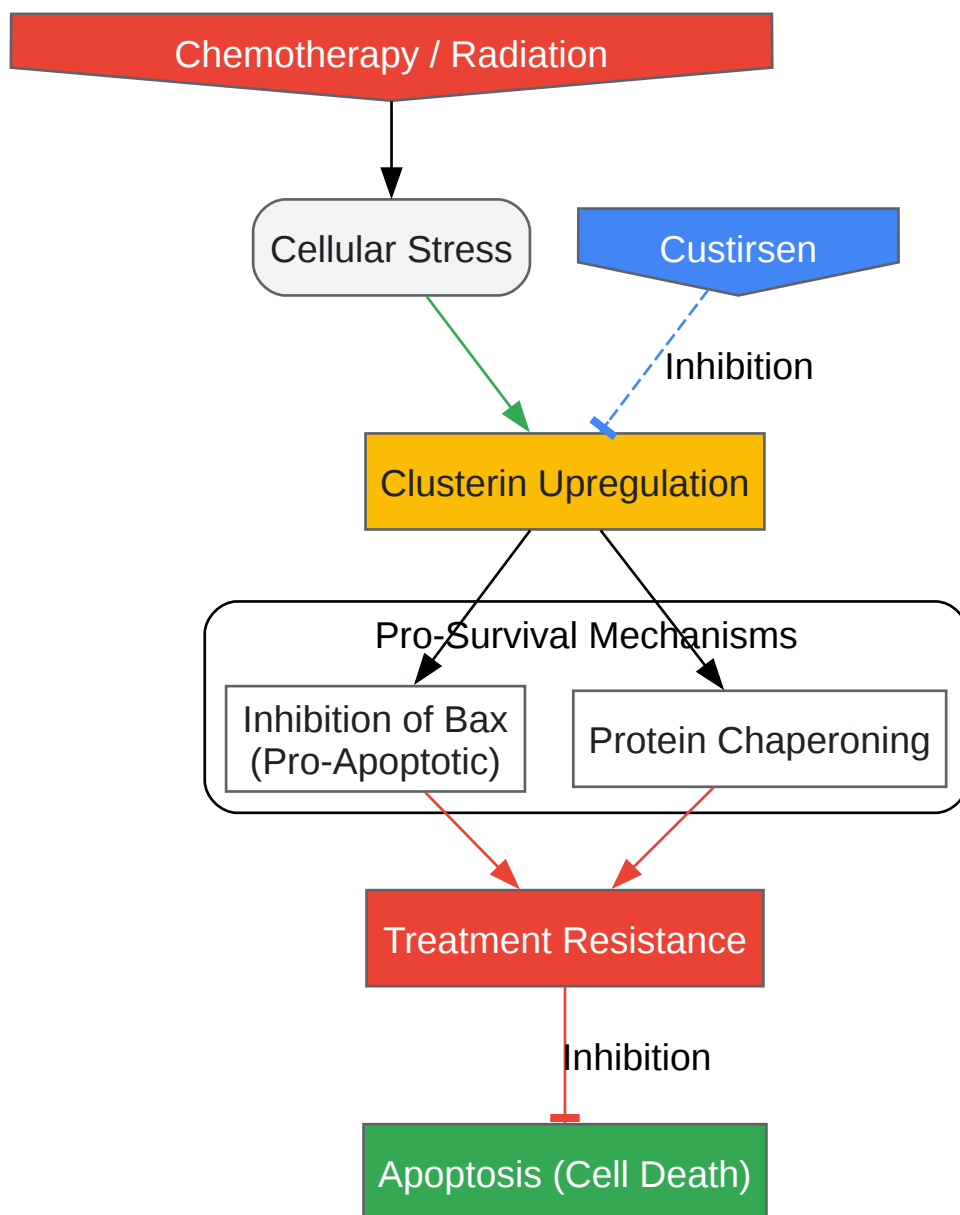 Chemotherapy / Radiation
Cellular Stress
Custirsen
Inhibition
Clusterin Upregulation
Pro-Survival Mechanisms
Inhibition of Bax
(Pro-Apoptotic)
Protein Chaperoning
Treatment Resistance
Inhibition
Apoptosis (Cell Death)